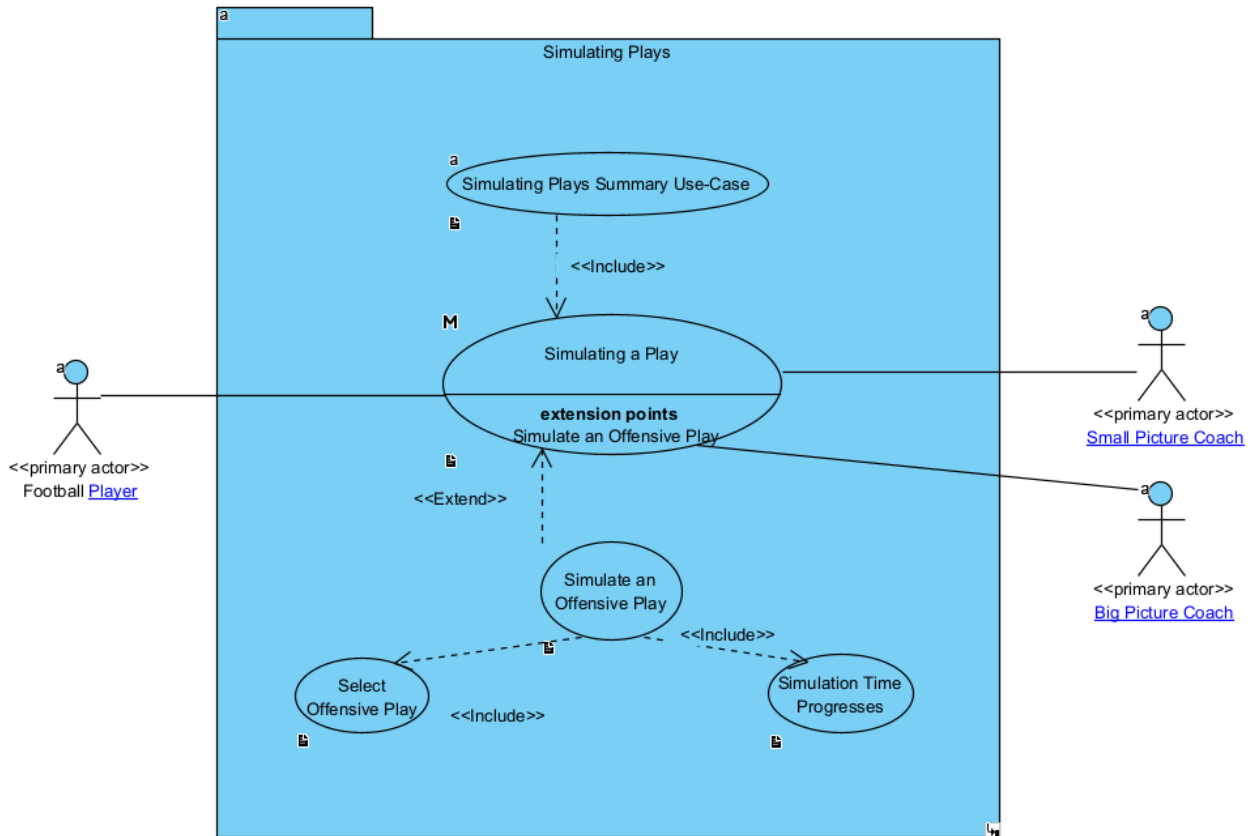 a
Simulating Plays
a
Simulating Plays Summary Use-Case
<<Include>>
M
Simulating a Play
extension points
Simulate an Offensive Play
a
<<primary actor>>
Football Player
a
<<primary actor>>
Small Picture Coach
<<Extend>>
a
<<primary actor>>
Big Picture Coach
Simulate an
Offensive Play
<<Include>>
Select
Offensive Play
<<Include>>
Simulation Time
Progresses